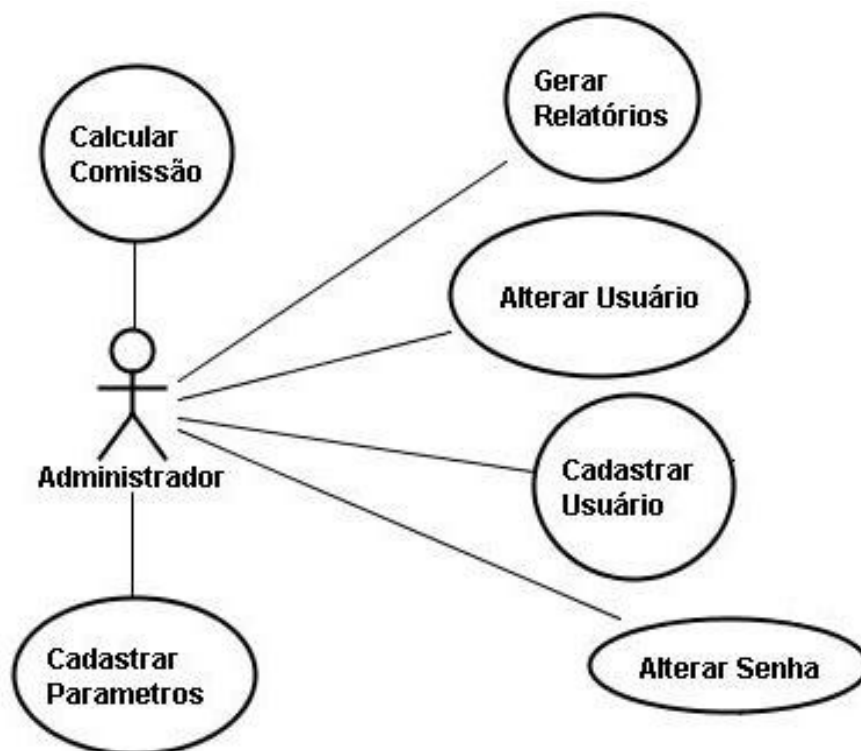 Gerar
Relatórios
Calcular
Comissão
Alterar Usuário
Administrador
Cadastrar
Usuário
Cadastrar
Parametros
Alterar Senha